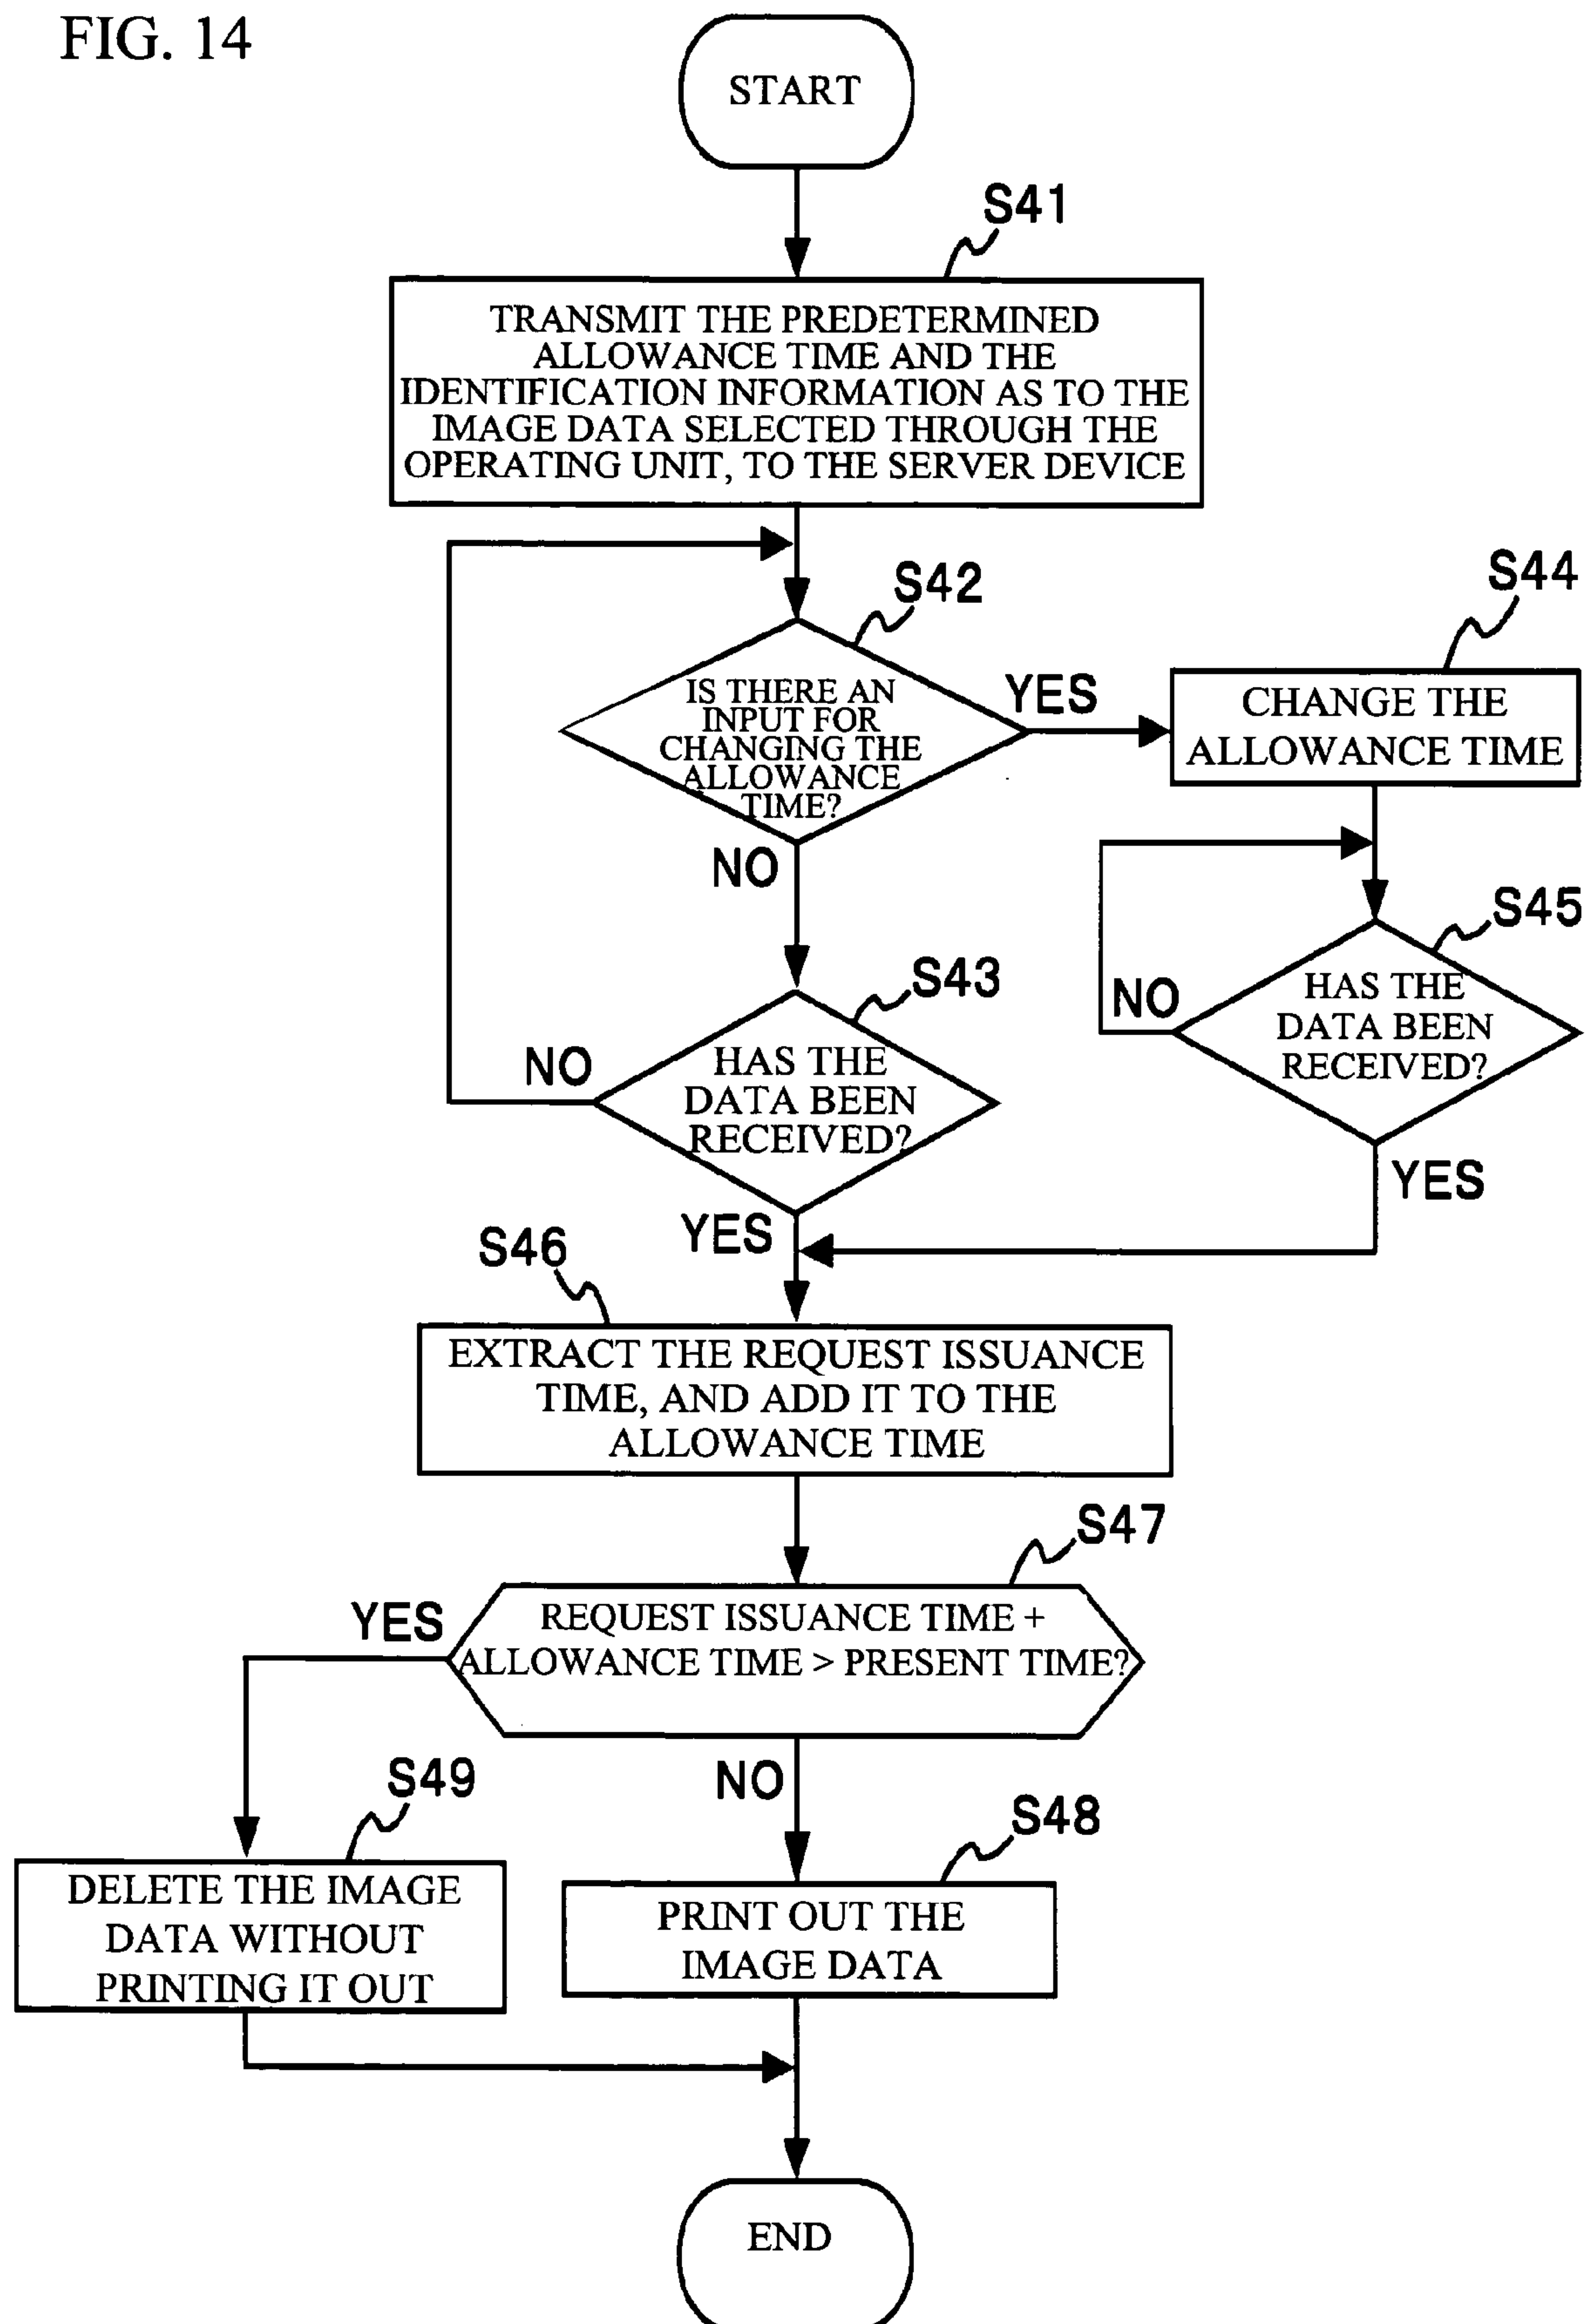 FIG. 14
START
S41
TRANSMIT THE PREDETERMINED
ALLOWANCE TIME AND THE
IDENTIFICATION INFORMATION AS TO THE
IMAGE DATA SELECTED THROUGH THE
OPERATING UNIT, TO THE SERVER DEVICE
S42
IS THERE AN
INPUT FOR
CHANGING THE
ALLOWANCE
TIME?
YES
NO
S44
CHANGE THE
ALLOWANCE TIME
S45
HAS THE
DATA BEEN
RECEIVED?
NO
YES
S43
HAS THE
DATA BEEN
RECEIVED?
NO
YES
S46
EXTRACT THE REQUEST ISSUANCE
TIME, AND ADD IT TO THE
ALLOWANCE TIME
S47
REQUEST ISSUANCE TIME +
ALLOWANCE TIME > PRESENT TIME?
YES
NO
S49
DELETE THE IMAGE
DATA WITHOUT
PRINTING IT OUT
S48
PRINT OUT THE
IMAGE DATA
END